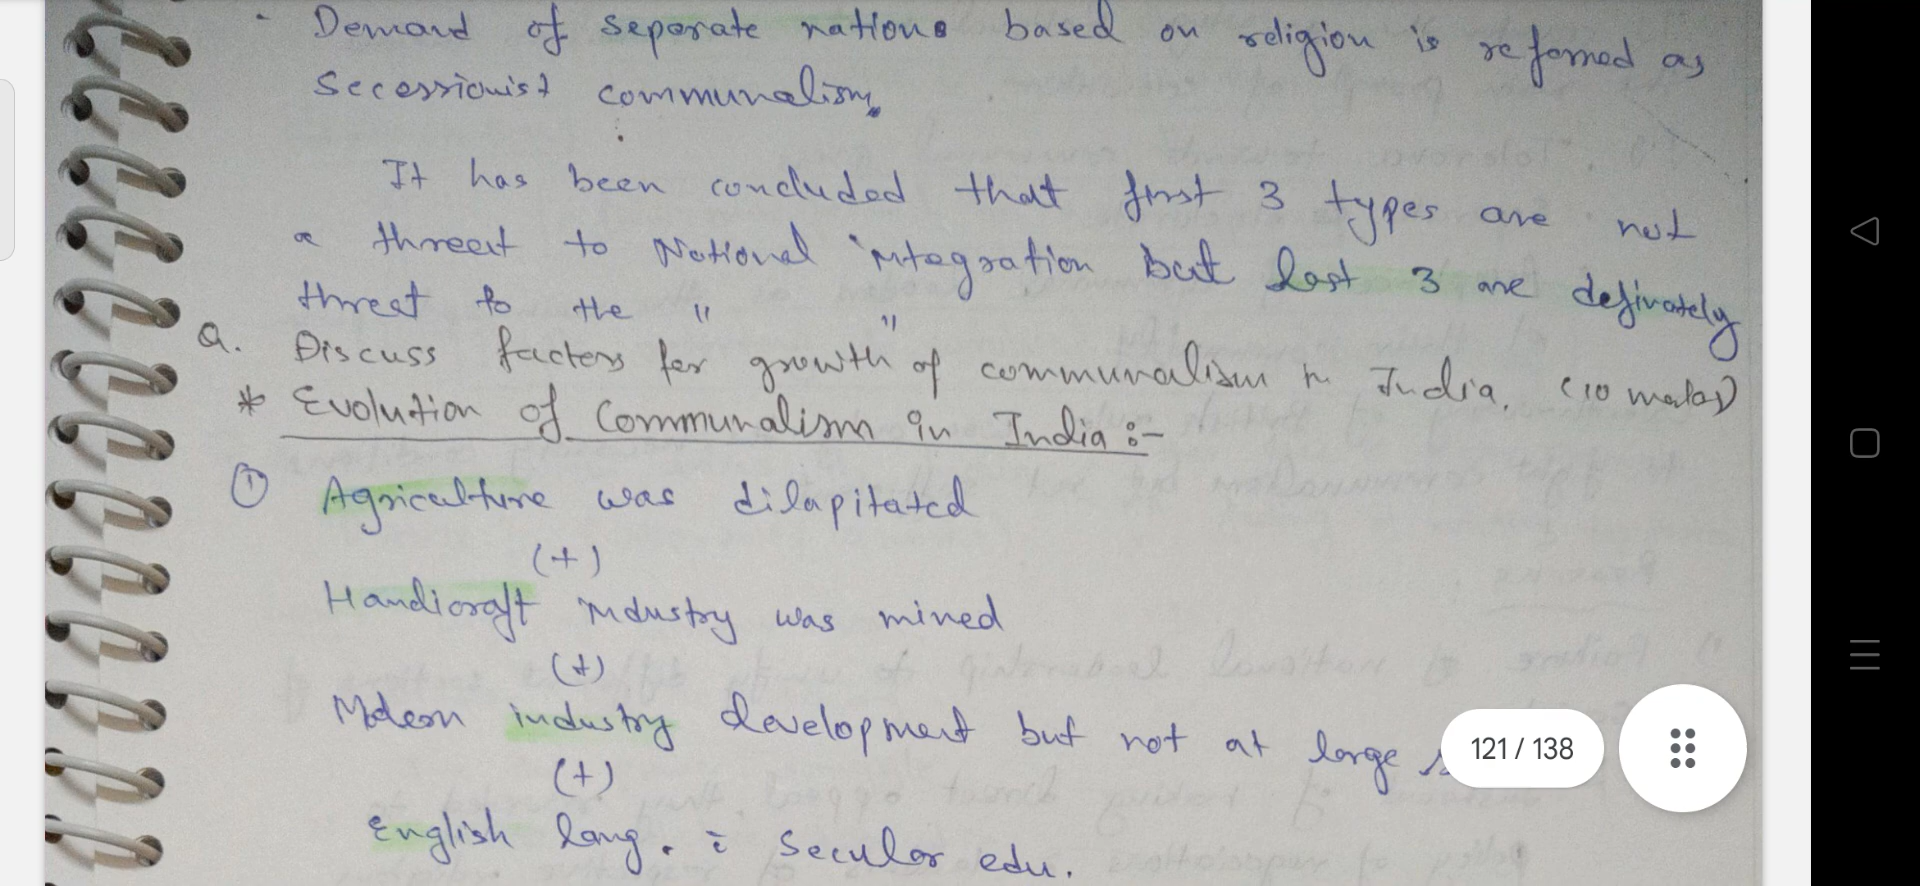 • Demand of separate nations based on religion is referred as
Secessionist communalism.
It has been concluded that first 3 types are not
a threat to National integration but last 3 are definately
threat to the " "
Q. Discuss factors for growth of communalism in India. (10 marks)
* Evolution of Communalism in India :-
① Agriculture was dilapitated
(+)
Handicraft industry was ruined
(+)
Modern industry development but not at large
121 / 138
(+)
English lang. i secular edu.